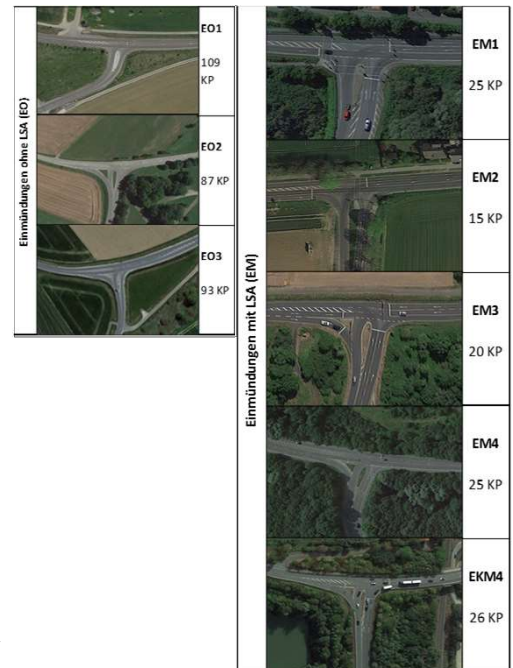 Einmündungen ohne LSA (EO)
EO1
109
KP
EO2
87 KP
EO3
93 KP
Einmündungen mit LSA (EM)
EM1
25 KP
EM2
15 KP
EM3
20 KP
EM4
25 KP
EKM4
26 KP